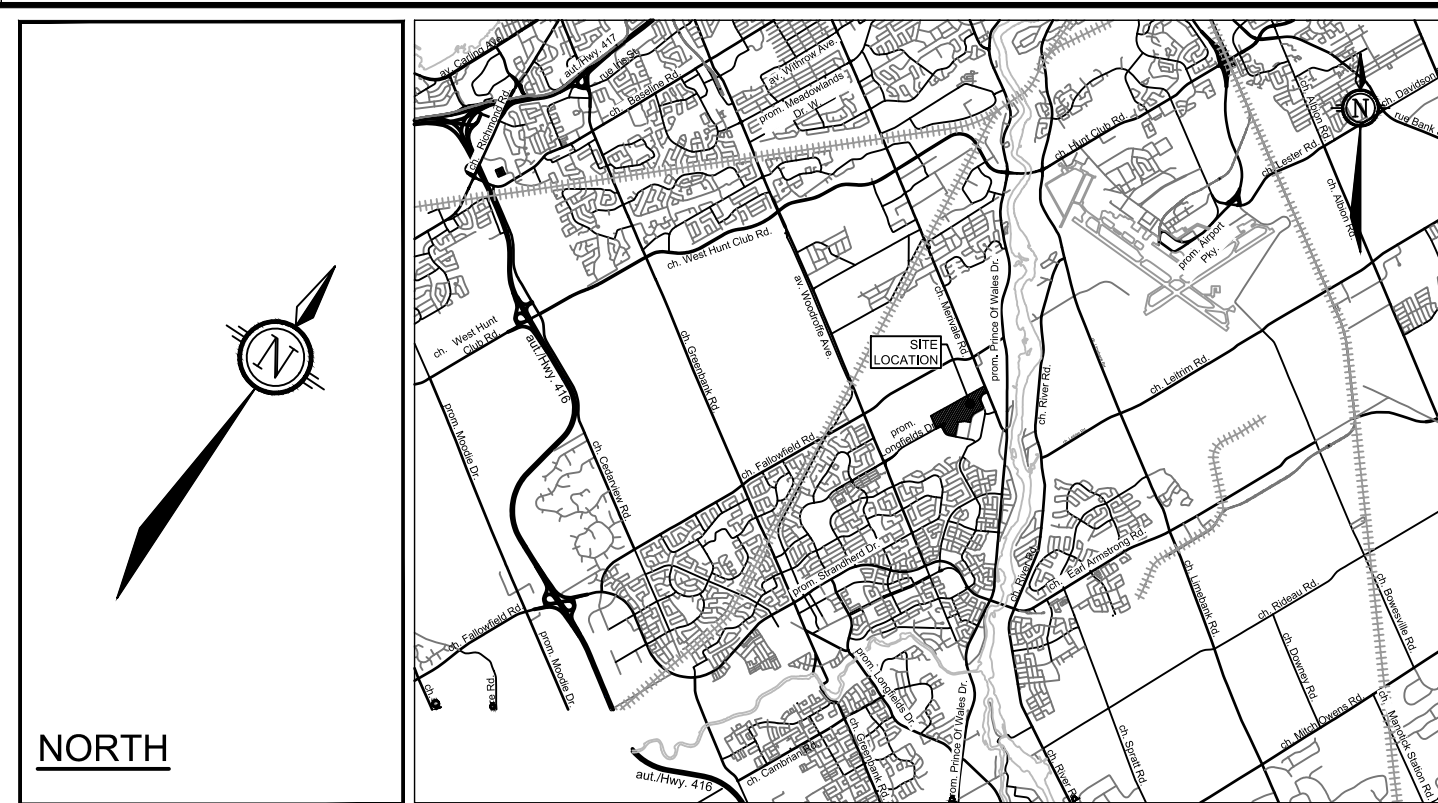 N
NORTH
av. Carling Ave.
aut./Hwy. 417
rue Iris St.
ch. Baseline Rd.
ch. Richmond Rd.
av. Withrow Ave.
prom. Meadowlands
Dr. W.
ch. Hunt Club Rd.
ch. Albion Rd.
N
ch. Davidson
rue Bank
ch. Lester Rd.
ch. Albion Rd.
prom. Airport
Pky.
ch. West Hunt Club Rd.
ch. West Hunt
Club Rd.
aut./Hwy. 416
ch. Greenbank Rd.
av. Woodroffe Ave.
ch. Merivale Rd.
prom. Prince Of Wales Dr.
ch. River Rd.
ch. Leitrim Rd.
SITE
LOCATION
prom.
Longfields Dr.
prom. Moodie Dr.
ch. Cedarview Rd.
ch. Fallowfield Rd.
prom. Strandherd Dr.
ch. River Rd.
ch. Earl Armstrong Rd.
ch. Limebank Rd.
ch. Rideau Rd.
ch. Bowesville Rd.
ch. Fallowfield Rd.
prom. Moodie Dr.
ch.
re Rd.
prom. Longfields Dr.
ch. Downey Rd.
ch. Mitch Owens Rd.
ch. Manotick Station Rd.
ch. Spratt Rd.
ch. River R
prom. Prince Of Wales Dr.
ch. Greenbank Rd.
ch. Cambrian Rd.
aut./Hwy. 416